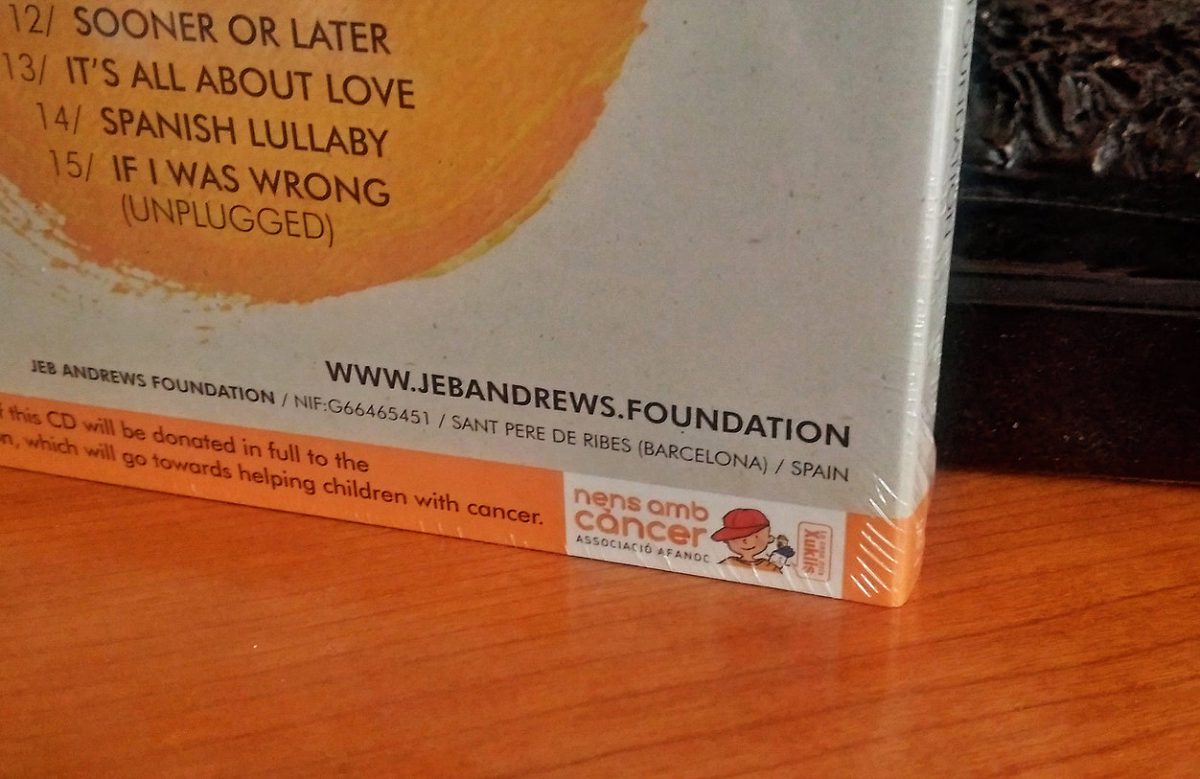 12/ SOONER OR LATER
13/ IT'S ALL ABOUT LOVE
14/ SPANISH LULLABY
15/ IF I WAS WRONG
(UNPLUGGED)
WWW.JEBANDREWS.FOUNDATION
JEB ANDREWS FOUNDATION / NIF:G66465451 / SANT PERE DE RIBES (BARCELONA) / SPAIN
this CD will be donated in full to the
which will go towards helping children with cancer.
nens amb
càncer
ASSOCIACIÓ AFANOC
Xuklis